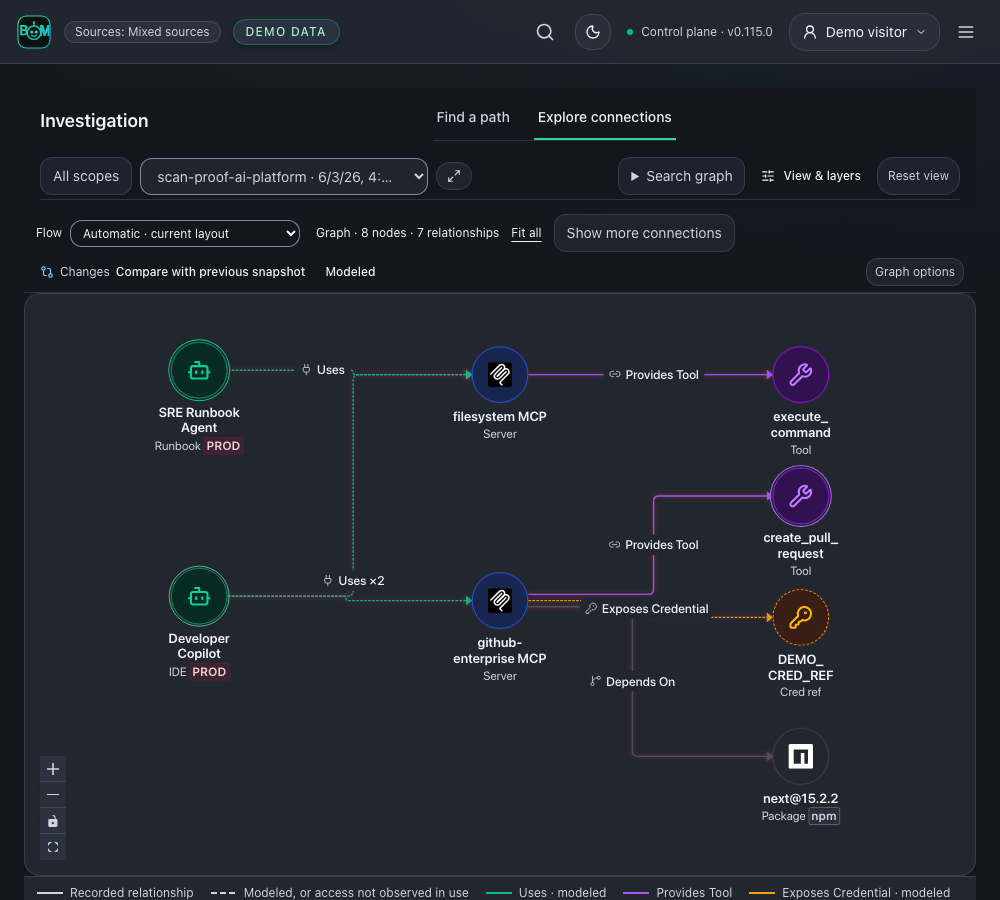 BOM
Sources: Mixed sources
DEMO DATA
Control plane · v0.115.0
Demo visitor
Investigation
Find a path
Explore connections
All scopes
scan-proof-ai-platform · 6/3/26, 4:...
Search graph
View & layers
Reset view
Flow
Automatic · current layout
Graph · 8 nodes · 7 relationships
Fit all
Show more connections
Changes
Compare with previous snapshot
Modeled
Graph options
SRE Runbook
Agent
Runbook PROD
Uses
filesystem MCP
Server
Provides Tool
execute_
command
Tool
create_pull_
request
Tool
Provides Tool
Uses ×2
Developer
Copilot
IDE PROD
github-
enterprise MCP
Server
Exposes Credential
DEMO_
CRED_REF
Cred ref
Depends On
next@15.2.2
Package npm
Recorded relationship
Modeled, or access not observed in use
Uses · modeled
Provides Tool
Exposes Credential · modeled